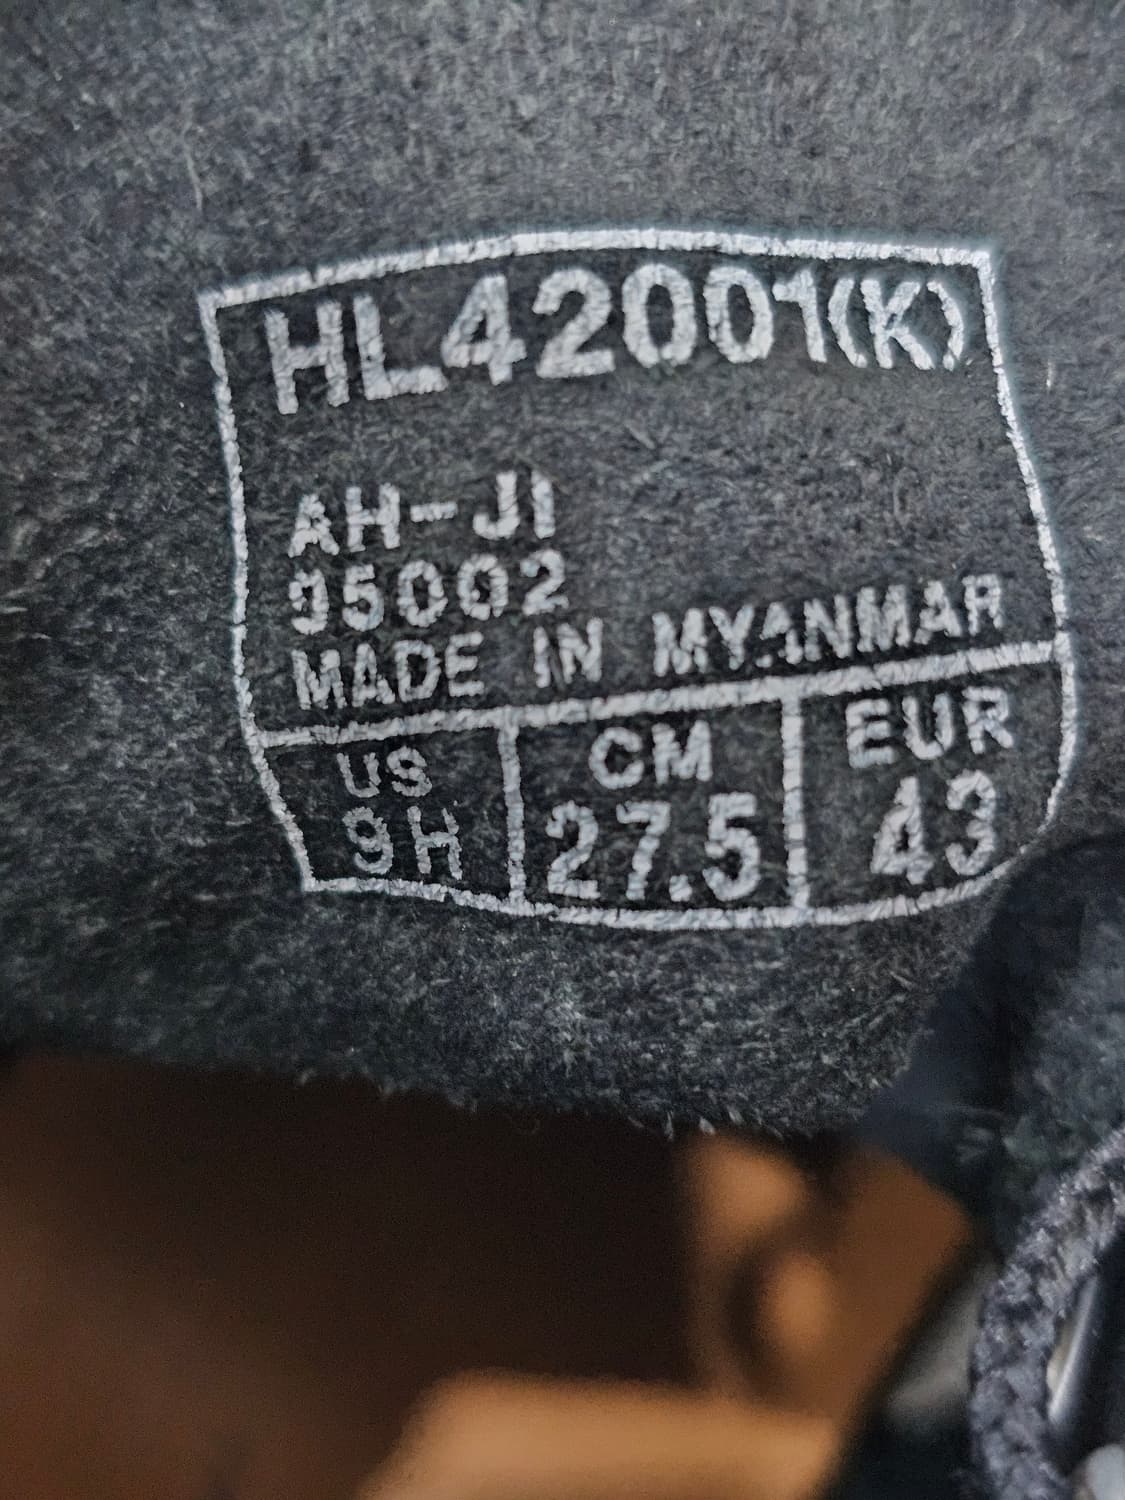 HL42001(K)
AH-JI
95002
MADE IN MYANMAR
US CM EUR
9H 27.5 43